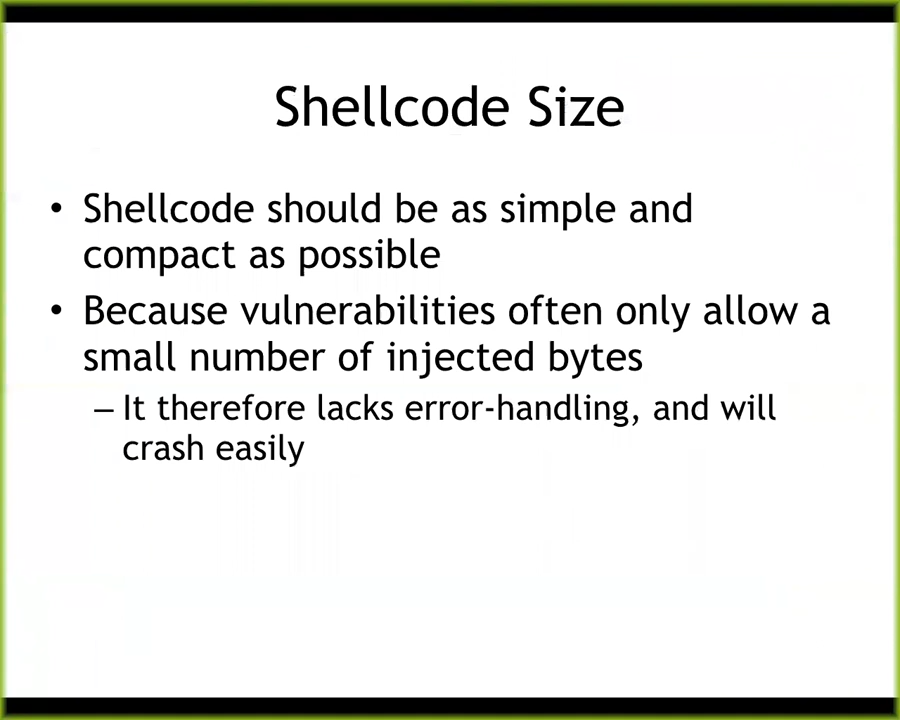 Shellcode Size
• Shellcode should be as simple and
compact as possible
• Because vulnerabilities often only allow a
small number of injected bytes
– It therefore lacks error-handling, and will
crash easily